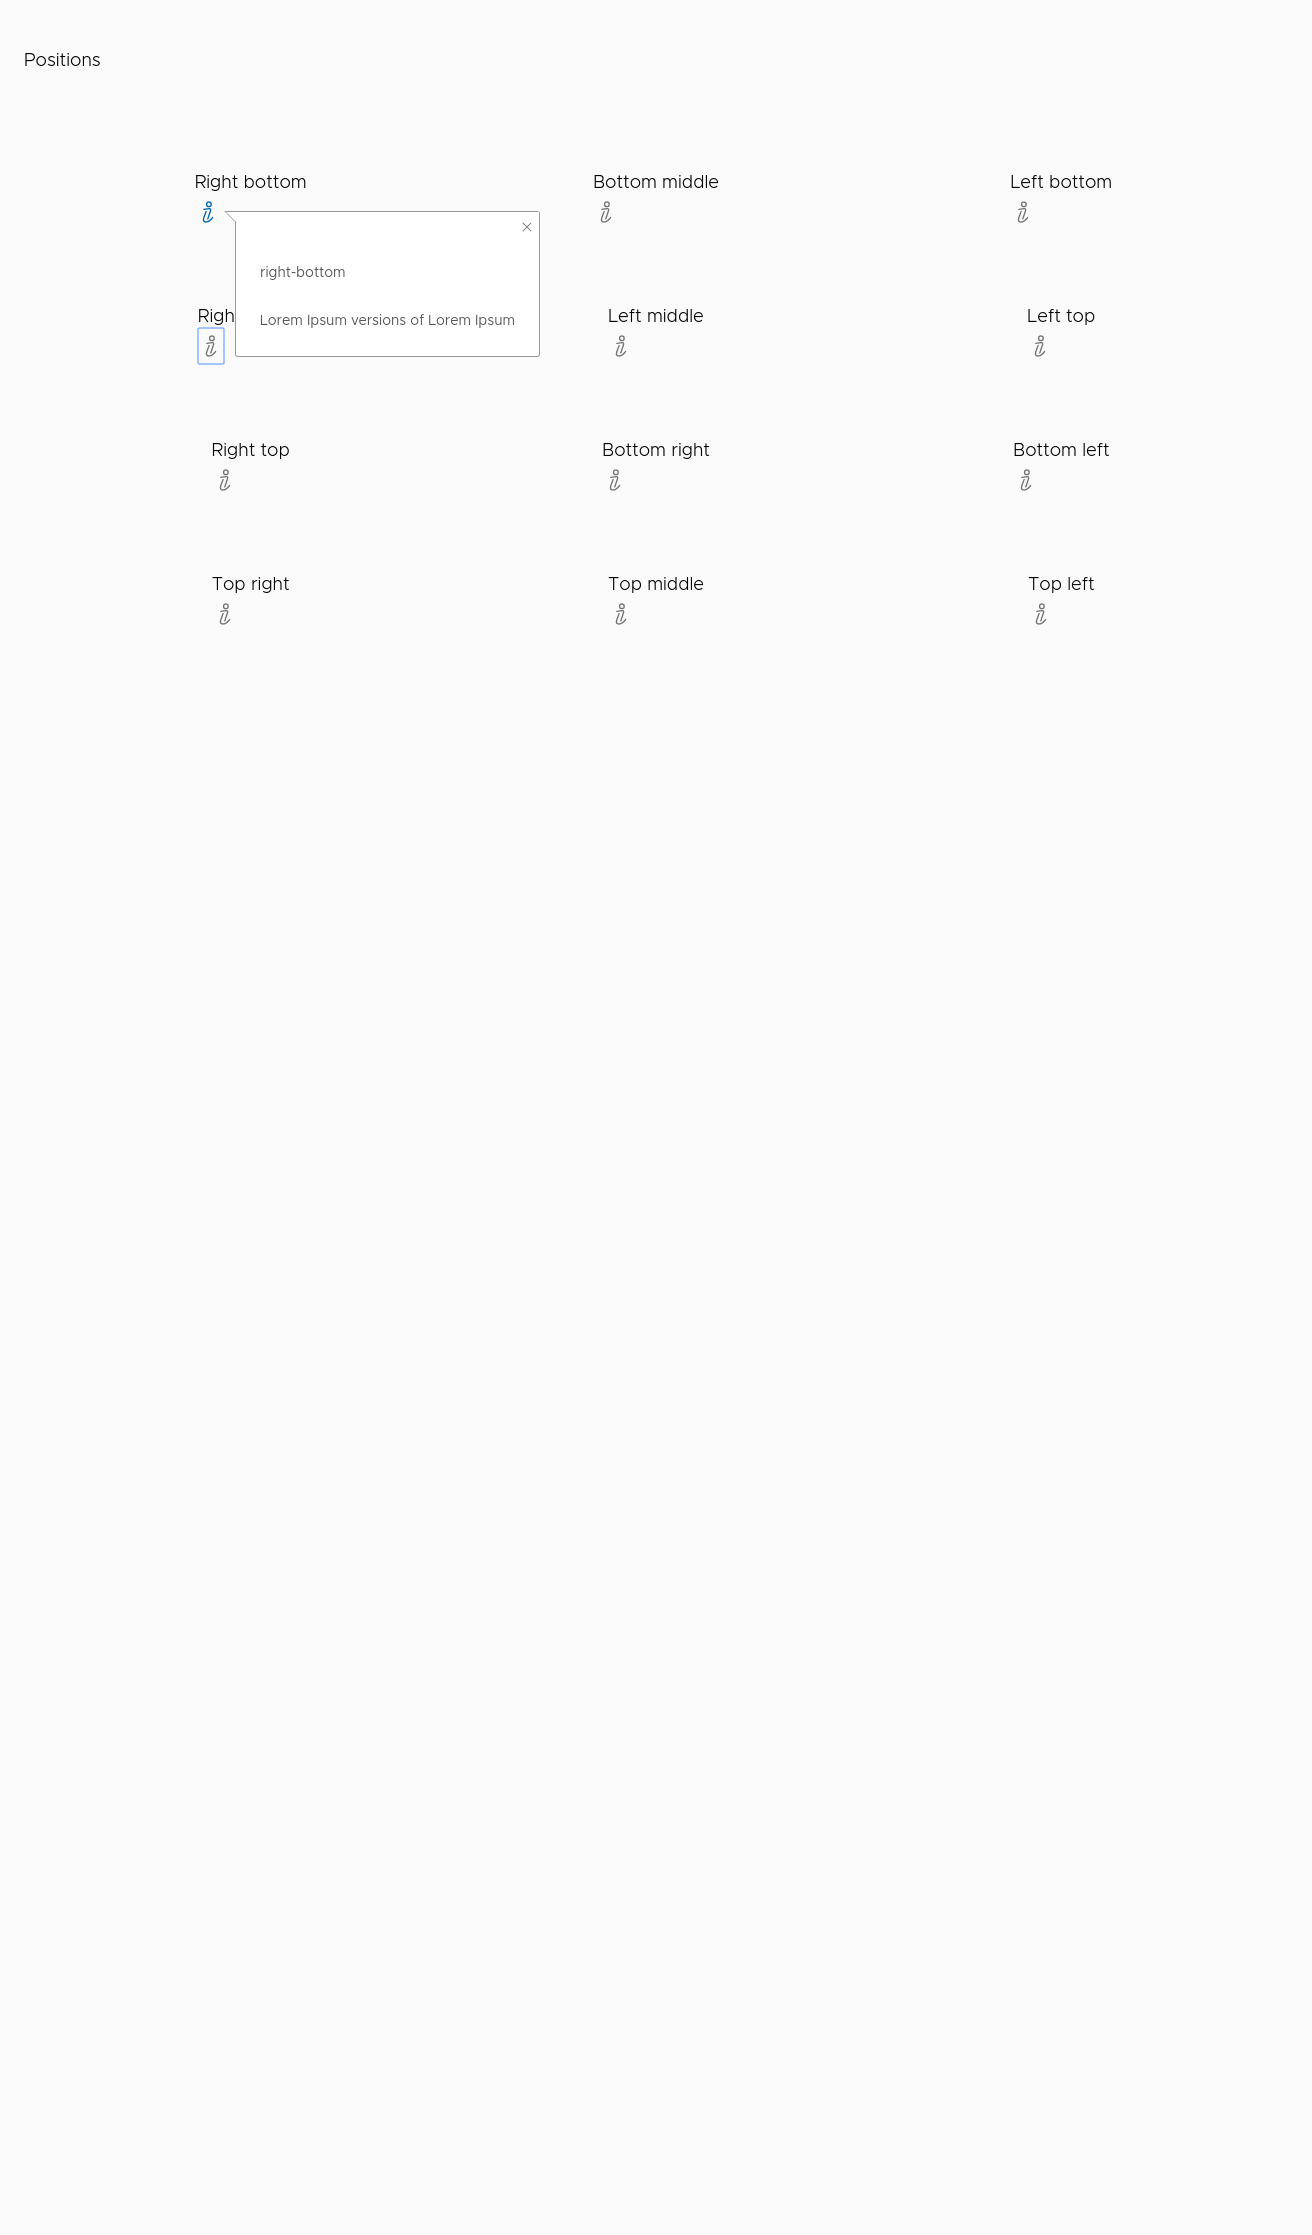 Positions
Right bottom
Bottom middle
Left bottom
right-bottom
Lorem Ipsum versions of Lorem Ipsum
Righ
Left middle
Left top
Right top
Bottom right
Bottom left
Top right
Top middle
Top left